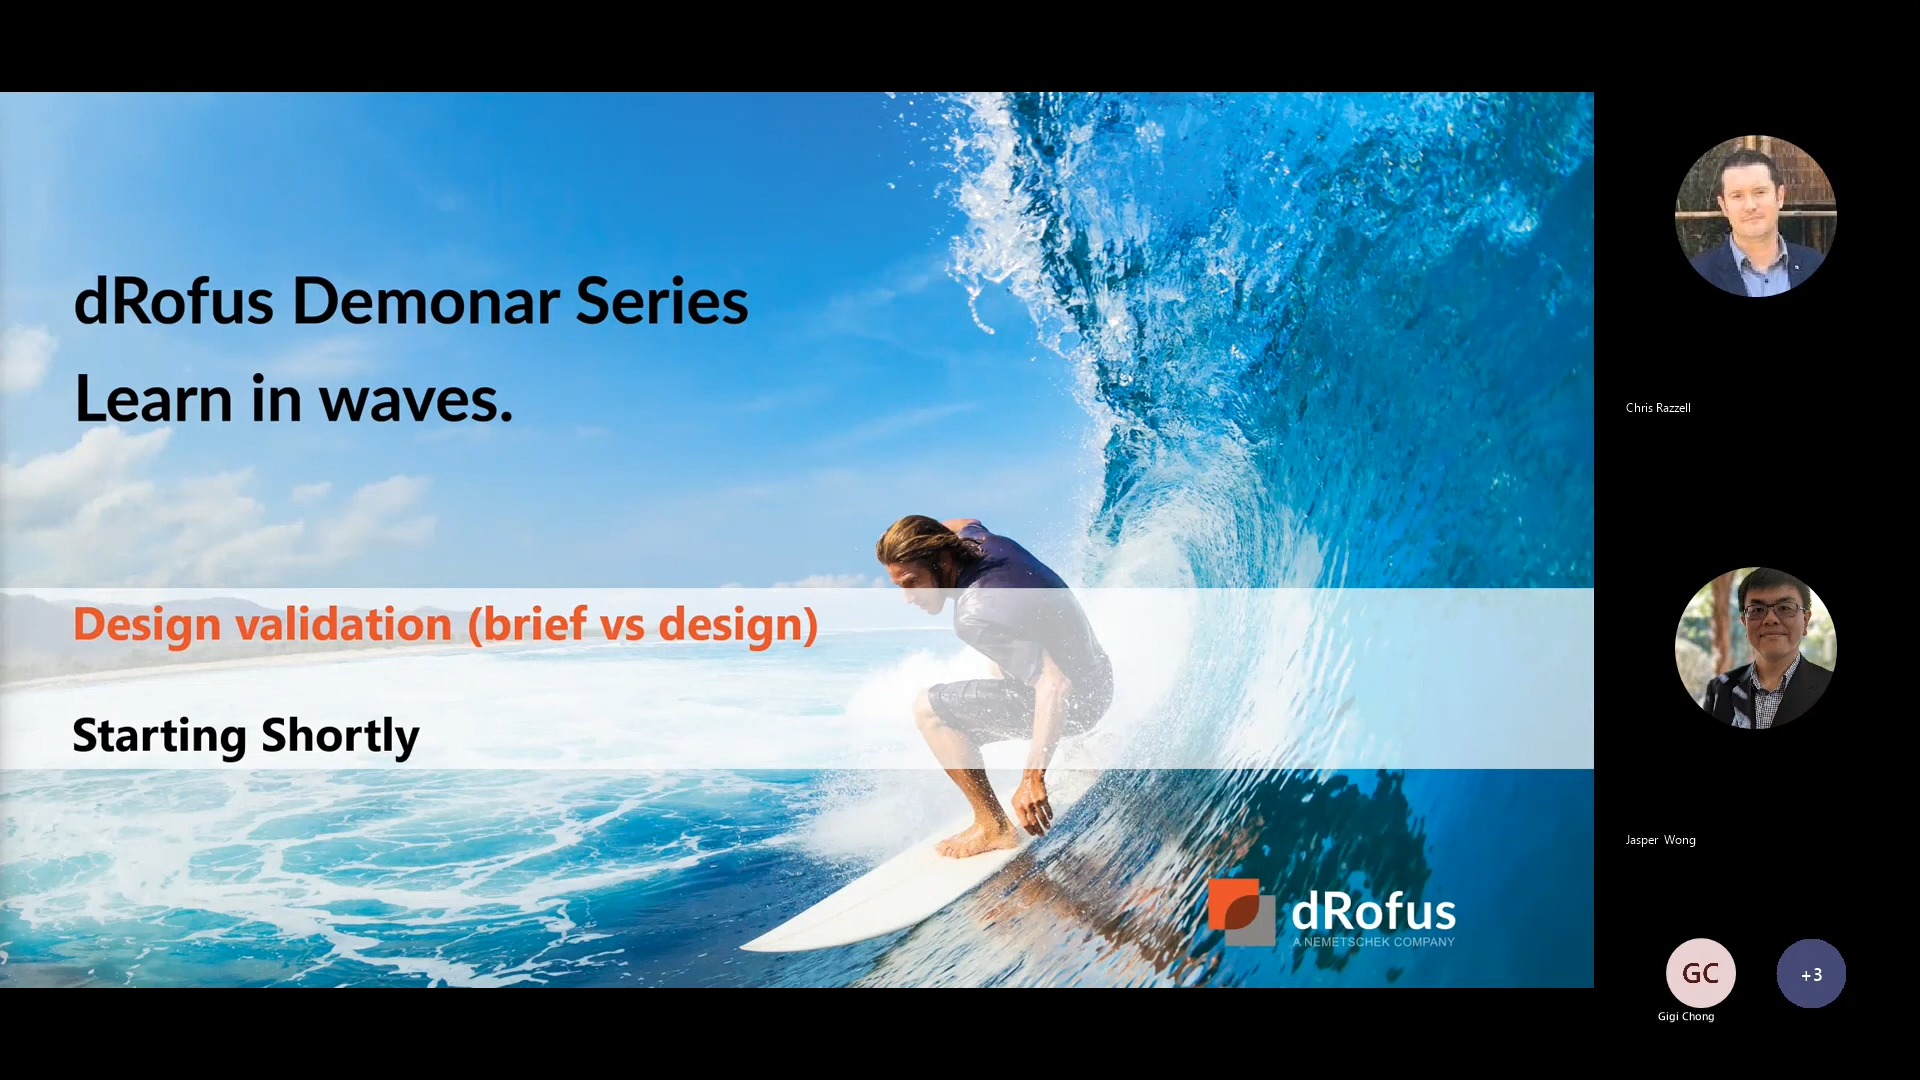 dRofus Demonar Series
Learn in waves.
Design validation (brief vs design)
Starting Shortly
dRofus
A NEMETSCHEK COMPANY
Chris Razzell
Jasper Wong
GC
+3
Gigi Chong